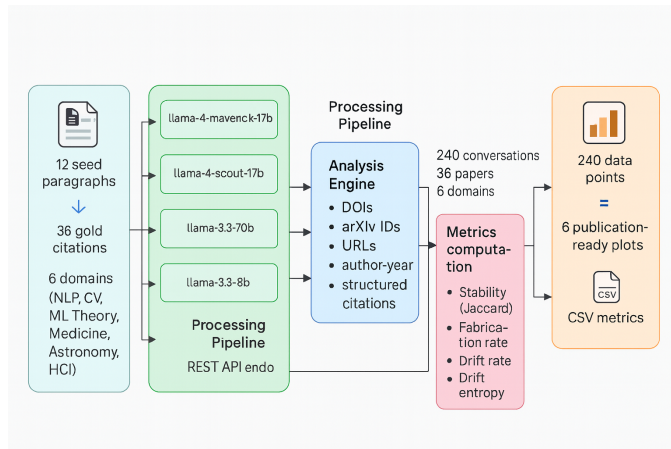 12 seed
paragraphs
36 gold
citations
6 domains
(NLP, CV,
ML Theory,
Medicine,
Astronomy,
HCI)
llama-4-maverck-17b
llama-4-scout-17b
llama-3.3-70b
llama-3.3-8b
Processing
Pipeline
REST API endo
Processing
Pipeline
Analysis
Engine
• DOIs
• arXIv IDs
• URLs
• author-year
• structured
citations
240 conversations
36 papers
6 domains
Metrics
computa-
tion
• Stability
(Jaccard)
• Fabrica-
tion rate
• Drift rate
• Drift
entropy
240 data
points
=
6 publication-
ready plots
CSV
CSV metrics